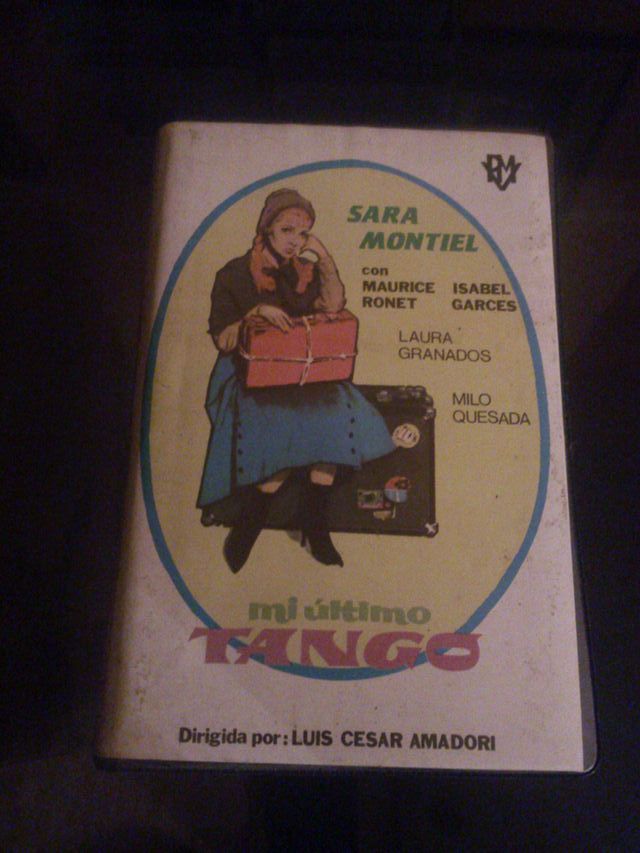 SARA
MONTIEL
con
MAURICE ISABEL
RONET GARCES
LAURA
GRANADOS
MILO
QUESADA
mi último
TANGO
Dirigida por: LUIS CESAR AMADORI